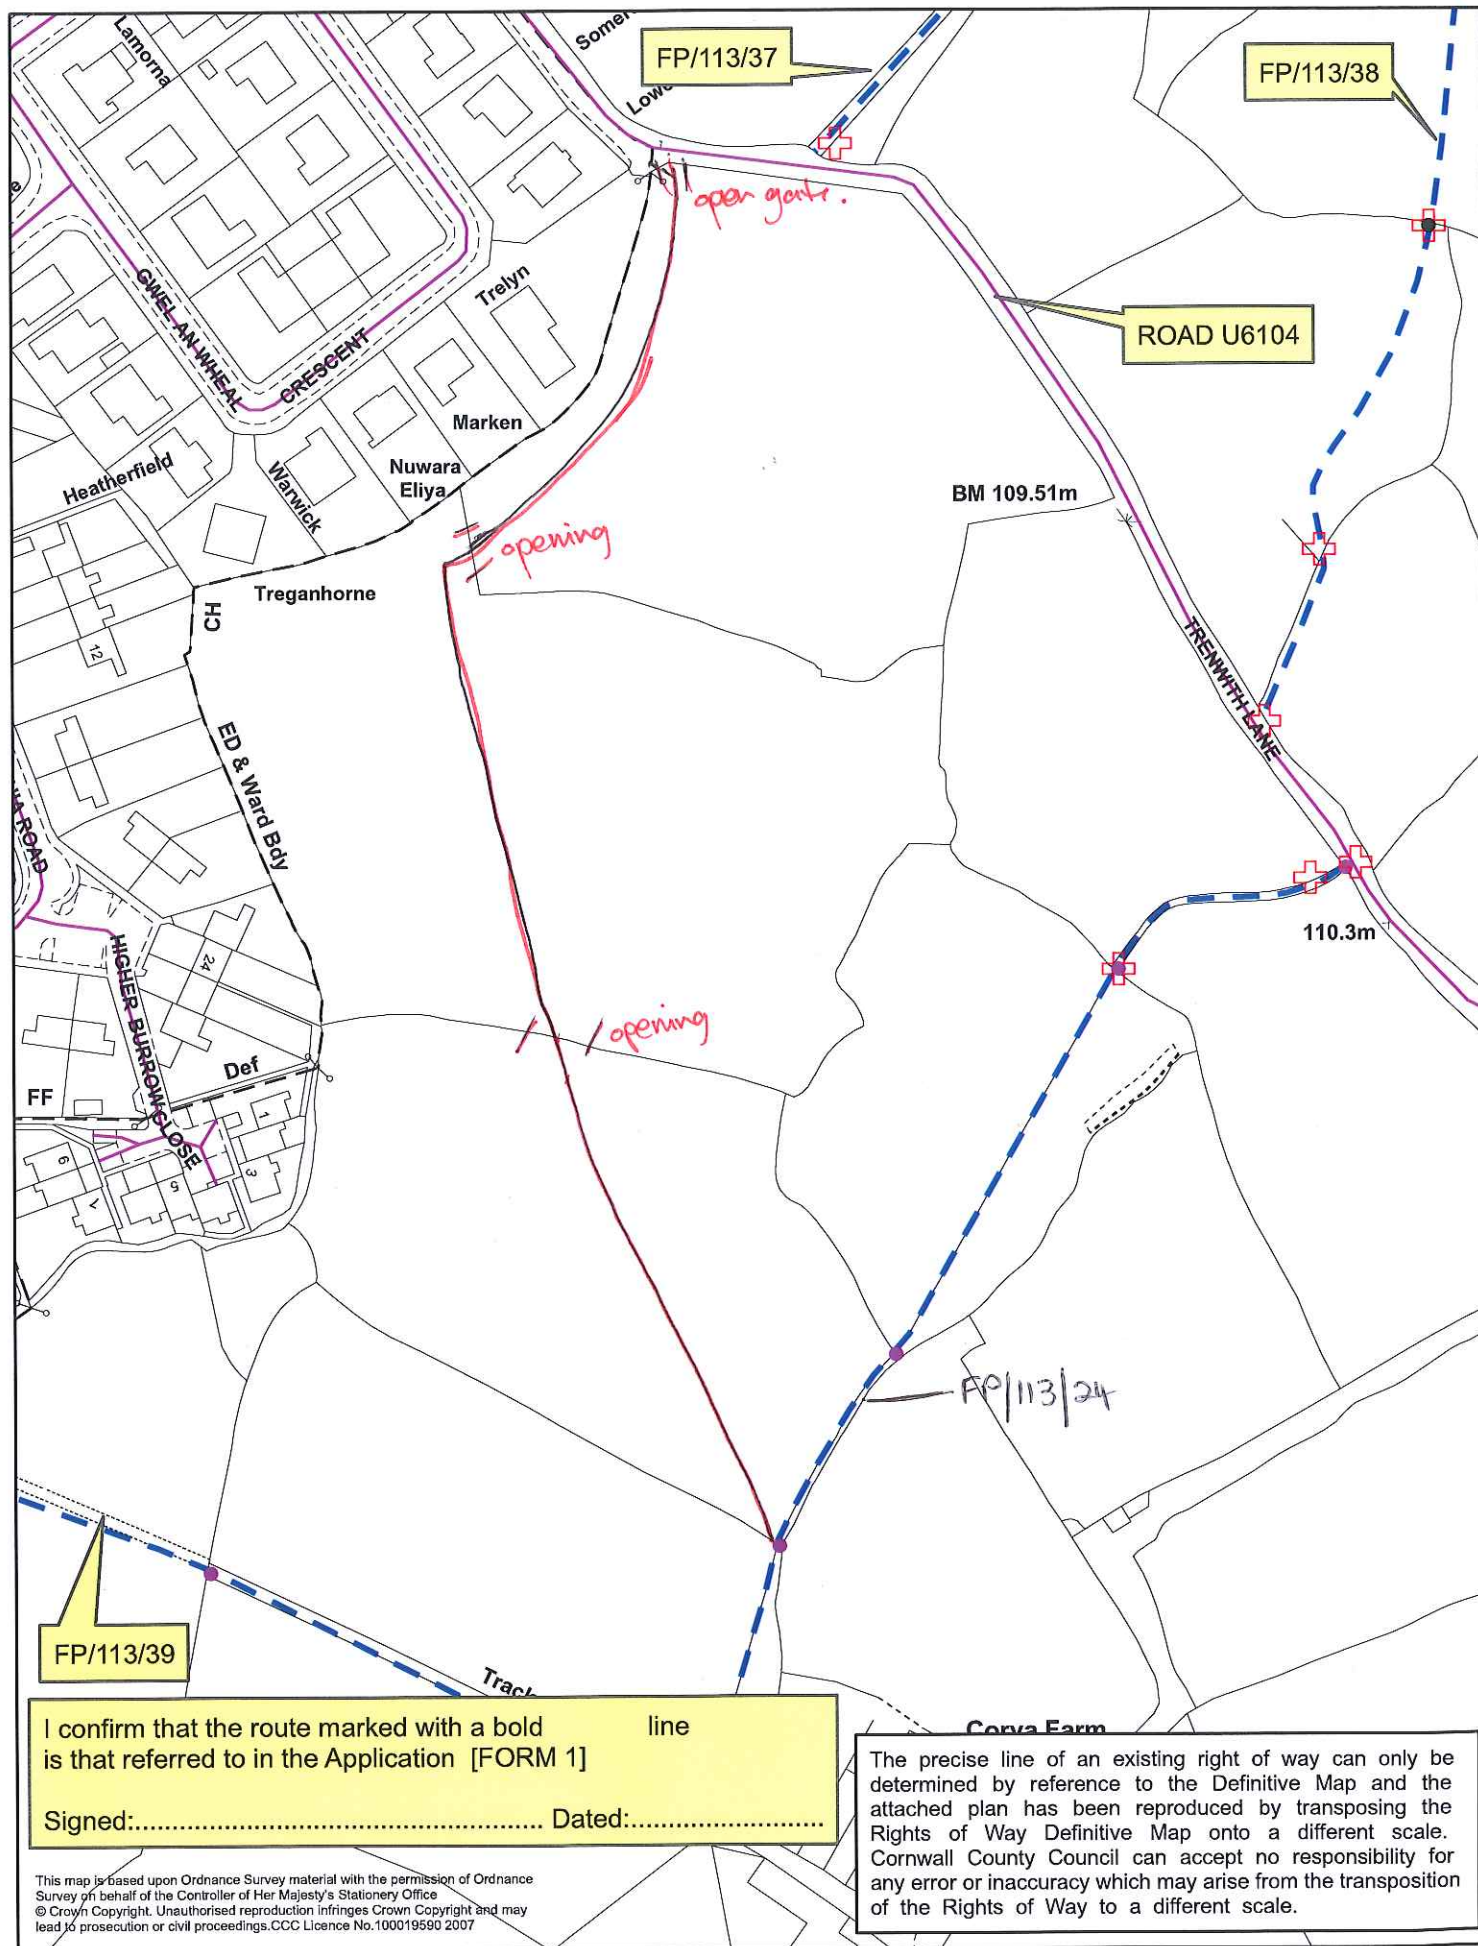 Lamorna
FP/113/37
FP/113/38
open gate.
ROAD U6104
GWEL AN WHEAL
CRESCENT
Trelyn
Marken
Nuwara
Eliya
Warwick
Heatherfield
BM 109.51m
opening
Treganhorne
CH
12
TRENWITH LANE
ED & Ward Bdy
ROAD
110.3m
24
HIGHER BURROW CLOSE
opening
Def
FF
1
3
5
6
FP/113/24
FP/113/39
Track
Corva Farm
I confirm that the route marked with a bold line
is that referred to in the Application [FORM 1]
Signed:...................................................... Dated:..........................
The precise line of an existing right of way can only be
determined by reference to the Definitive Map and the
attached plan has been reproduced by transposing the
Rights of Way Definitive Map onto a different scale.
Cornwall County Council can accept no responsibility for
any error or inaccuracy which may arise from the transposition
of the Rights of Way to a different scale.
This map is based upon Ordnance Survey material with the permission of Ordnance
Survey on behalf of the Controller of Her Majesty's Stationery Office
© Crown Copyright. Unauthorised reproduction infringes Crown Copyright and may
lead to prosecution or civil proceedings.CCC Licence No.100019590 2007